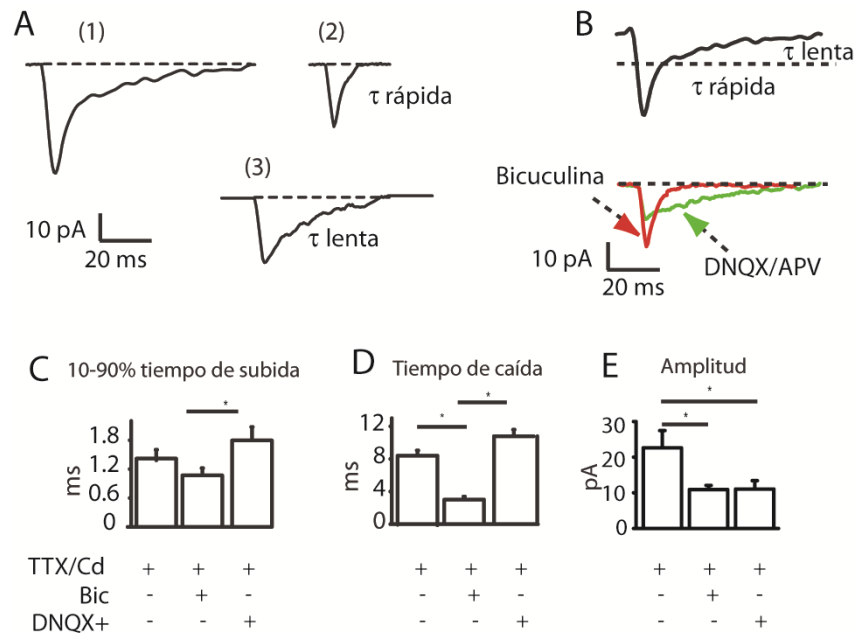 A
(1)
(2)
τ rápida
(3)
τ lenta
10 pA
20 ms
B
τ lenta
τ rápida
Bicuculina
DNQX/APV
10 pA
20 ms
C 10-90% tiempo de subida
*
1.8
1.2
0.6
0
ms
D Tiempo de caída
* *
12
8
4
0
ms
E Amplitud
*
*
30
20
10
0
pA
TTX/Cd + + + + + + + + +
Bic - + - - + - - + -
DNQX+ - - + - - + - - +